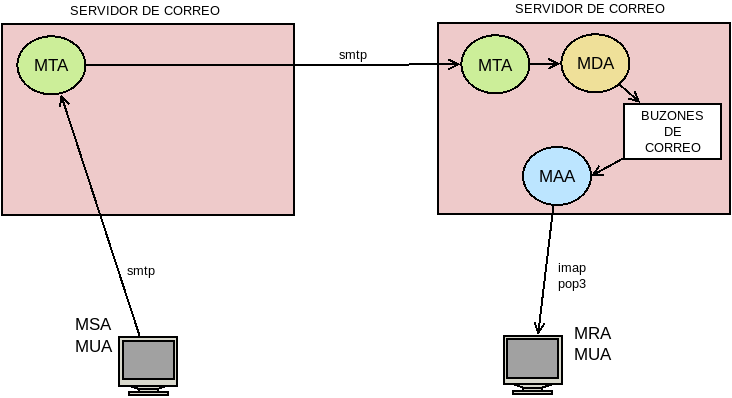 SERVIDOR DE CORREO
SERVIDOR DE CORREO
MTA
smtp
MTA
MDA
BUZONES
DE
CORREO
MAA
smtp
imap
pop3
MSA
MUA
MRA
MUA